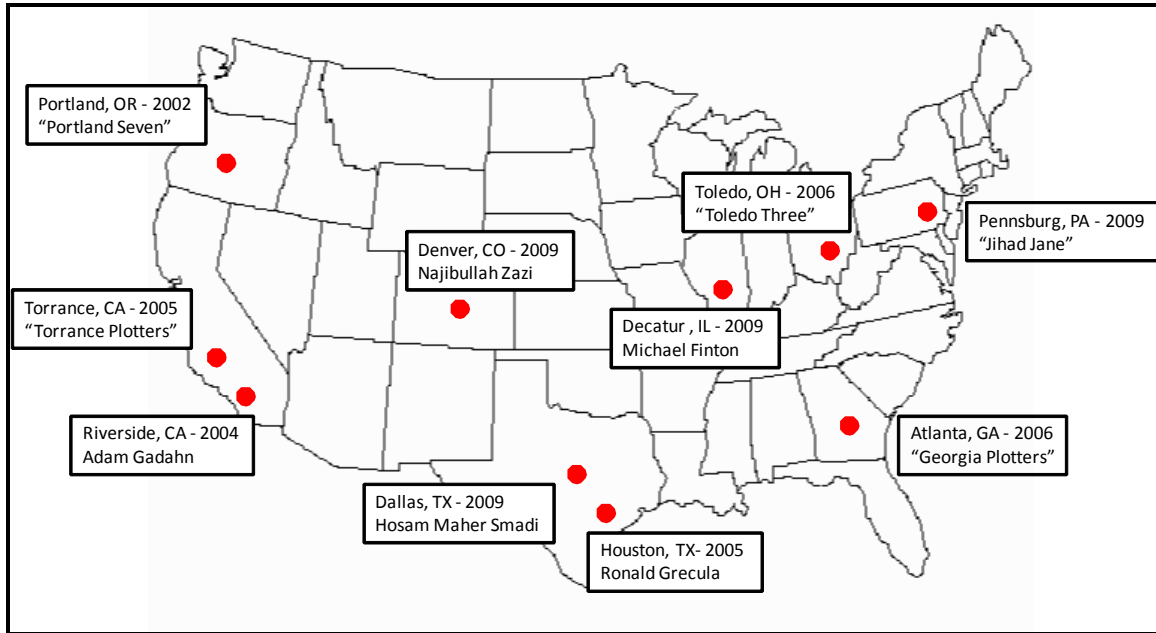 Portland, OR - 2002
“Portland Seven”
Toledo, OH - 2006
“Toledo Three”
Pennsburg, PA - 2009
“Jihad Jane”
Denver, CO - 2009
Najibullah Zazi
Torrance, CA - 2005
“Torrance Plotters”
Decatur , IL - 2009
Michael Finton
Riverside, CA - 2004
Adam Gadahn
Atlanta, GA - 2006
“Georgia Plotters”
Dallas, TX - 2009
Hosam Maher Smadi
Houston, TX- 2005
Ronald Grecula